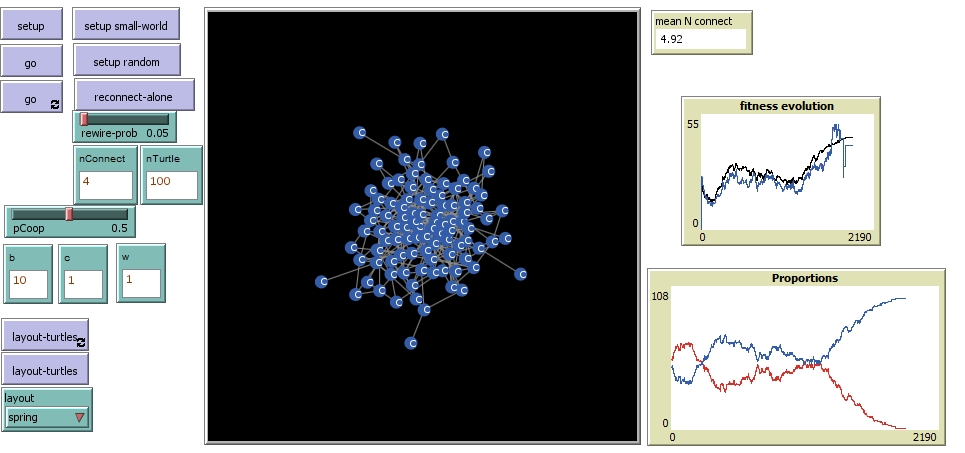 setup
setup small-world
go
setup random
go
reconnect-alone
rewire-prob 0.05
nConnect
4
nTurtle
100
pCoop 0.5
b
10
c
1
w
1
layout-turtles
layout-turtles
layout
spring
C
mean N connect
4.92
fitness evolution
55
0
0
2190
Proportions
108
0
0
2190